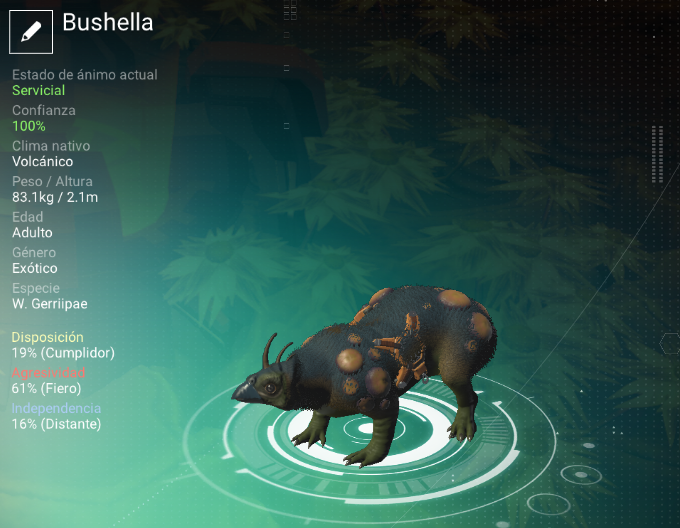 Bushella
Estado de ánimo actual
Servicial
Confianza
100%
Clima nativo
Volcánico
Peso / Altura
83.1kg / 2.1m
Edad
Adulto
Género
Exótico
Especie
W. Gerriipae
Disposición
19% (Cumplidor)
Agresividad
61% (Fiero)
Independencia
16% (Distante)